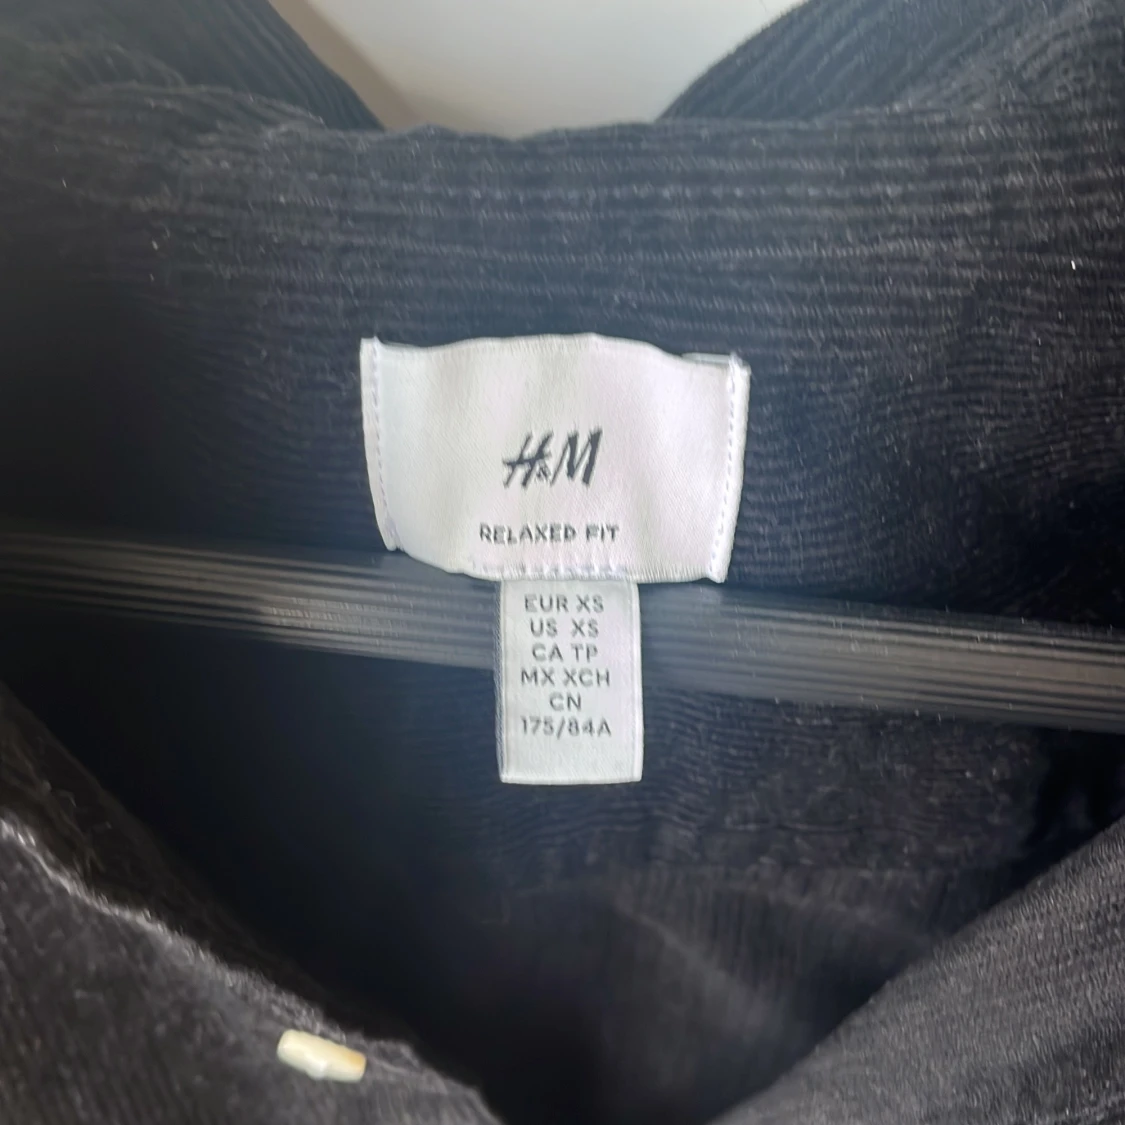 H&M
RELAXED FIT
EUR XS
US XS
CA TP
MX XCH
CN
175/84A